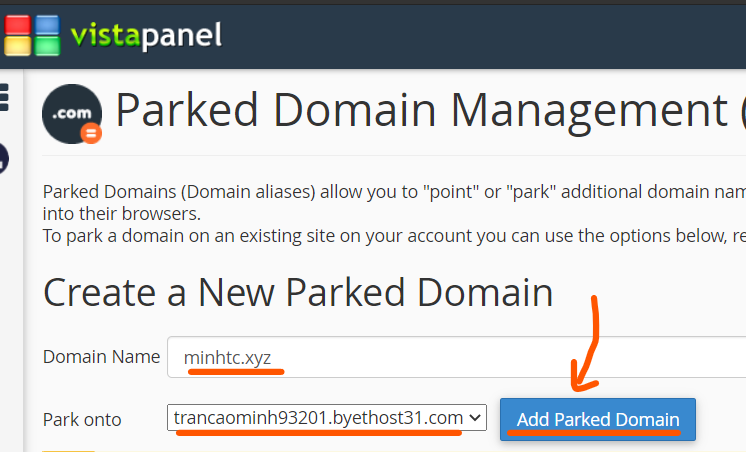 vistapanel
.com
Parked Domain Management (
Parked Domains (Domain aliases) allow you to "point" or "park" additional domain nam
into their browsers.
To park a domain on an existing site on your account you can use the options below, re
Create a New Parked Domain
Domain Name minhtc.xyz
Park onto trancaominh93201.byethost31.com Add Parked Domain